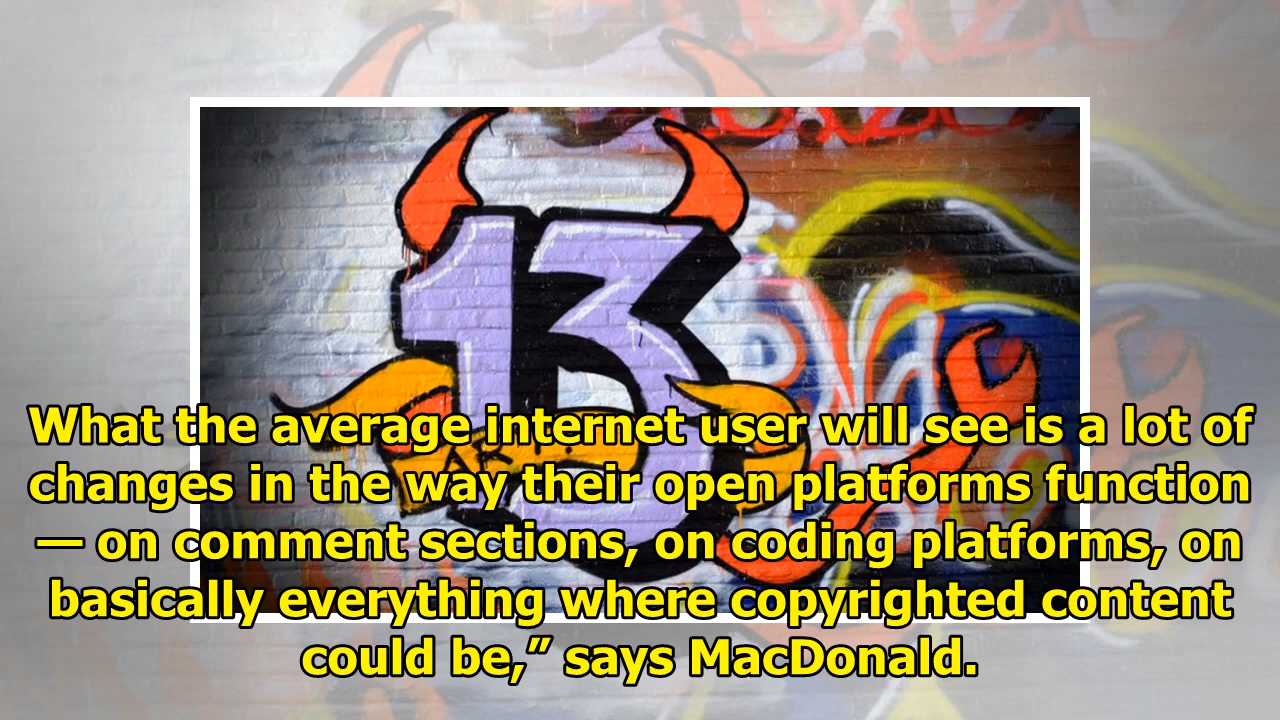 13
What the average internet user will see is a lot of
changes in the way their open platforms function
— on comment sections, on coding platforms, on
basically everything where copyrighted content
could be,” says MacDonald.